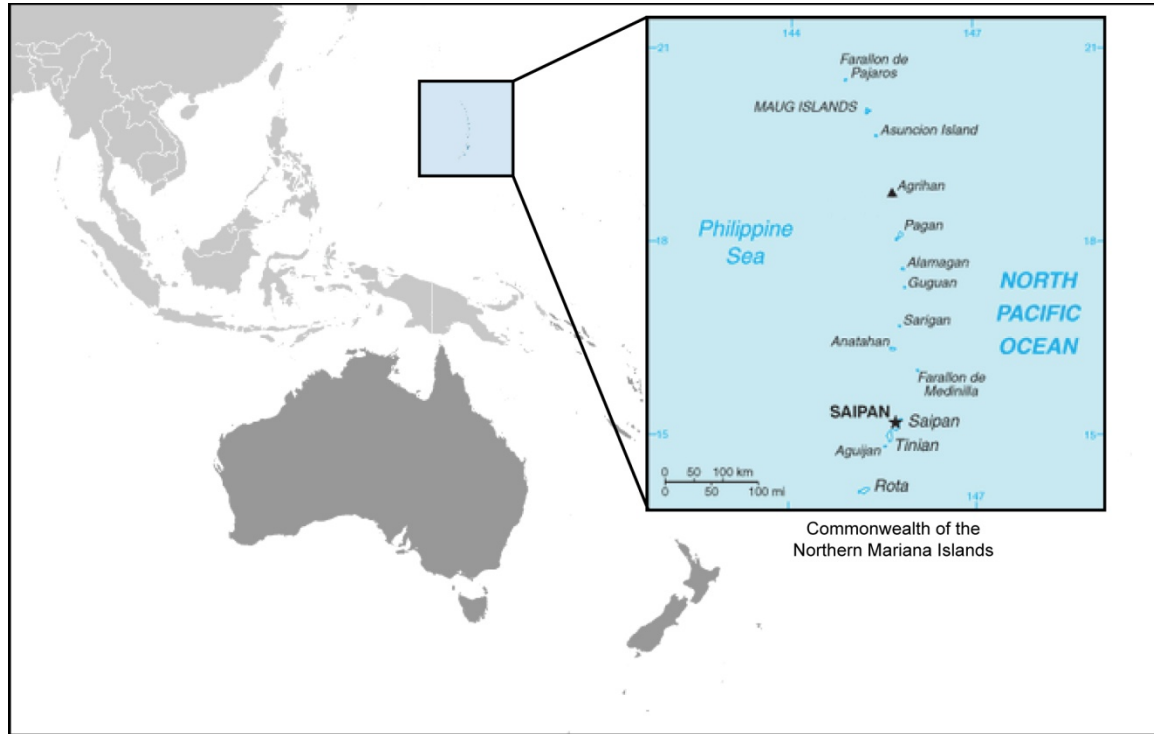 144
147
21
21
Farallon de
Pajaros
MAUG ISLANDS
Asuncion Island
Agrihan
Pagan
Philippine
Sea
18
18
Alamagan
Guguan
NORTH
PACIFIC
OCEAN
Sarigan
Anatahan
Farallon de
Medinilla
SAIPAN
Saipan
15
15
Tinian
Aguijan
0 50 100 km
0 50 100 mi
Rota
147
Commonwealth of the
Northern Mariana Islands